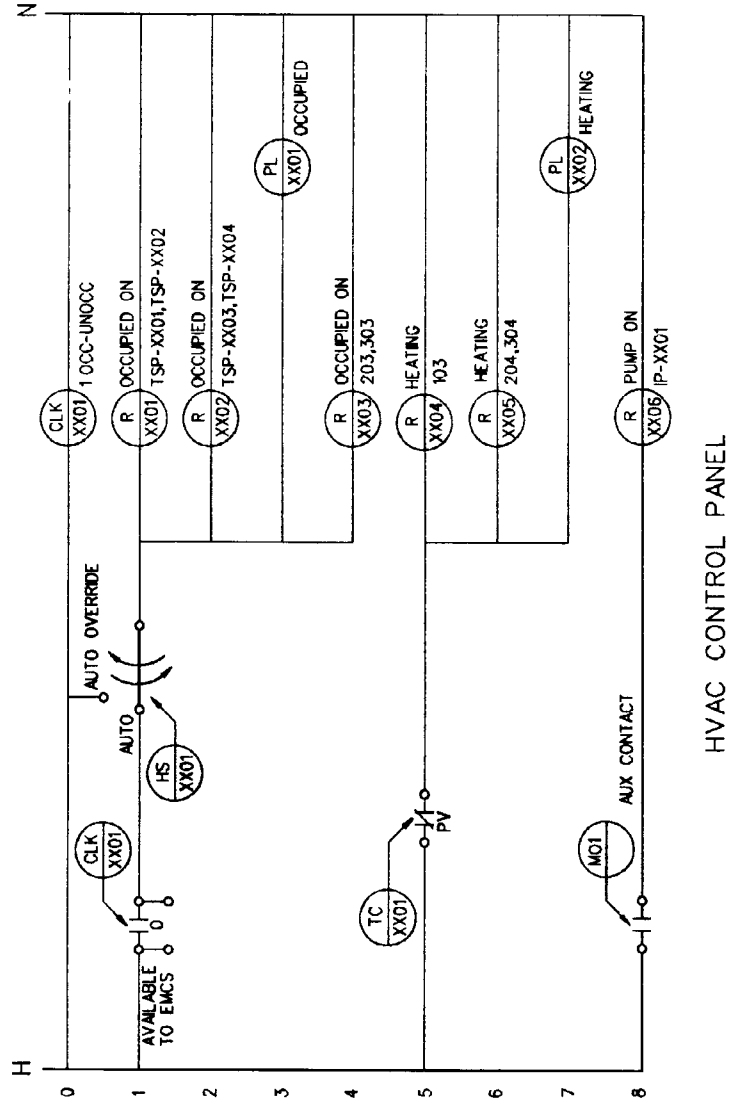 H
N
0
CLK
XX01
1 OCC-UNOCC
AUTO OVERRIDE
1
AVAILABLE
TO EMCS
O
CLK
XX01
AUTO
HS
XX01
R
XX01
OCCUPIED ON
TSP-XX01,TSP-XX02
2
R
XX02
OCCUPIED ON
TSP-XX03,TSP-XX04
3
PL
XX01
OCCUPIED
4
R
XX03
OCCUPIED ON
203,303
5
TC
XX01
PV
R
XX04
HEATING
103
6
R
XX05
HEATING
204,304
7
PL
XX02
HEATING
8
M01
AUX CONTACT
R
XX06
PUMP ON
IP-XX01
HVAC CONTROL PANEL